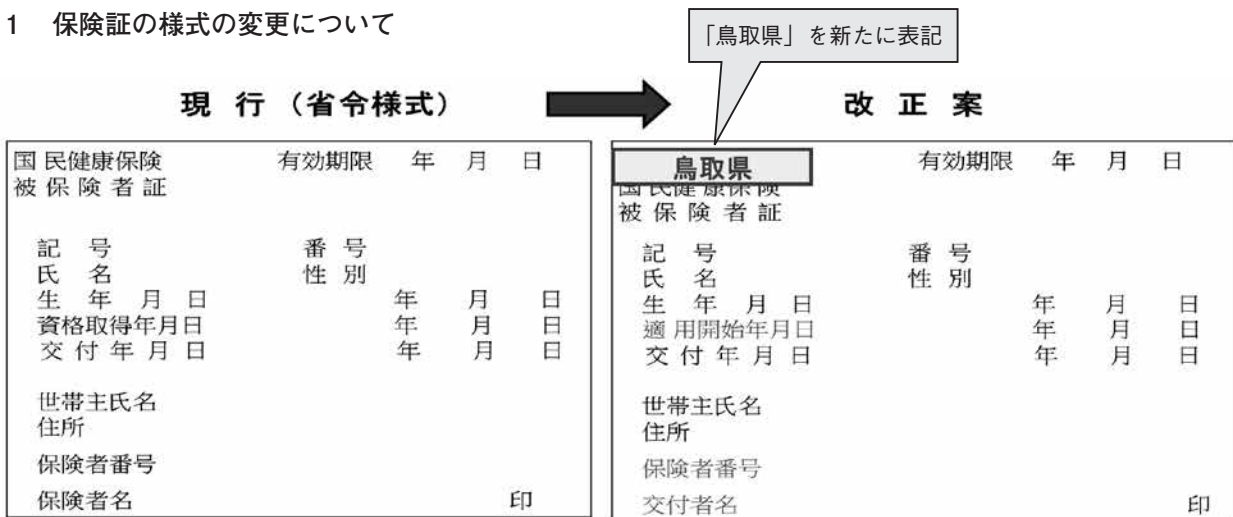 1 保険証の様式の変更について
「鳥取県」を新たに表記
現行（省令様式）
改正案
国民健康保険 有効期限 年 月 日
被保険者証
記号 番号
氏名 性別
生年月日 年 月 日
資格取得年月日 年 月 日
交付年月日 年 月 日
世帯主氏名
住所
保険者番号
保険者名 印
鳥取県 有効期限 年 月 日
国民健康保険
被保険者証
記号 番号
氏名 性別
生年月日 年 月 日
適用開始年月日 年 月 日
交付年月日 年 月 日
世帯主氏名
住所
保険者番号
交付者名 印